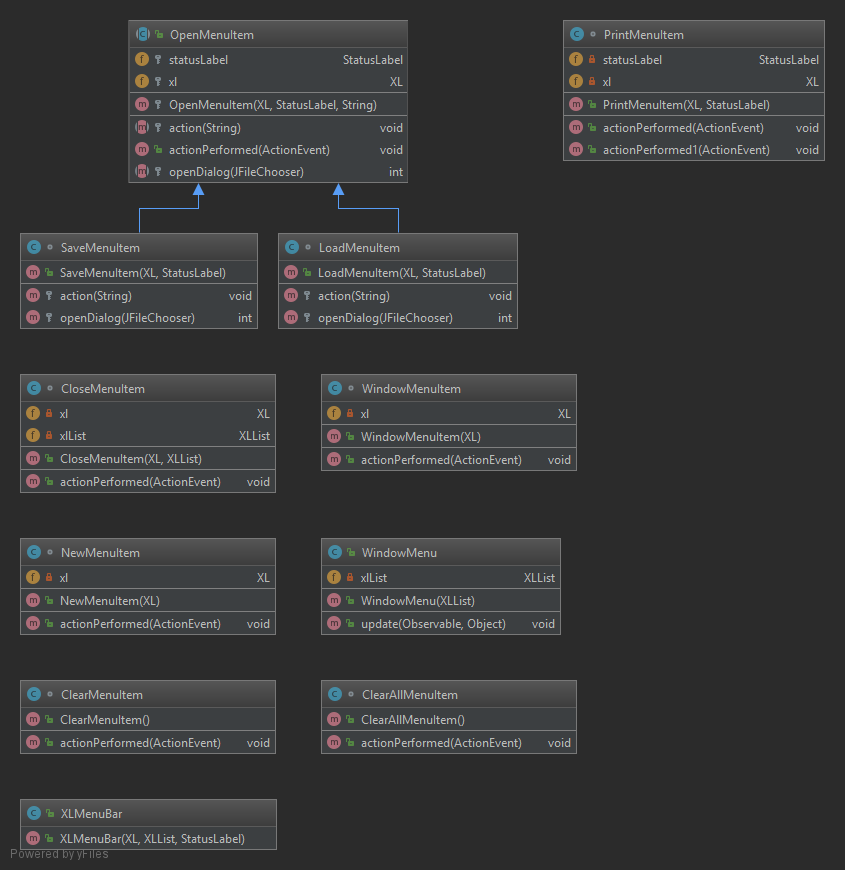 OpenMenuItem
statusLabel StatusLabel
xl XL
OpenMenuItem(XL, StatusLabel, String)
action(String) void
actionPerformed(ActionEvent) void
openDialog(JFileChooser) int
PrintMenuItem
statusLabel StatusLabel
xl XL
PrintMenuItem(XL, StatusLabel)
actionPerformed(ActionEvent) void
actionPerformed1(ActionEvent) void
SaveMenuItem
SaveMenuItem(XL, StatusLabel)
action(String) void
openDialog(JFileChooser) int
LoadMenuItem
LoadMenuItem(XL, StatusLabel)
action(String) void
openDialog(JFileChooser) int
CloseMenuItem
xl XL
xlList XLList
CloseMenuItem(XL, XLList)
actionPerformed(ActionEvent) void
WindowMenuItem
xl XL
WindowMenuItem(XL)
actionPerformed(ActionEvent) void
NewMenuItem
xl XL
NewMenuItem(XL)
actionPerformed(ActionEvent) void
WindowMenu
xlList XLList
WindowMenu(XLList)
update(Observable, Object) void
ClearMenuItem
ClearMenuItem()
actionPerformed(ActionEvent) void
ClearAllMenuItem
ClearAllMenuItem()
actionPerformed(ActionEvent) void
XLMenuBar
XLMenuBar(XL, XLList, StatusLabel)
Powered by yFiles